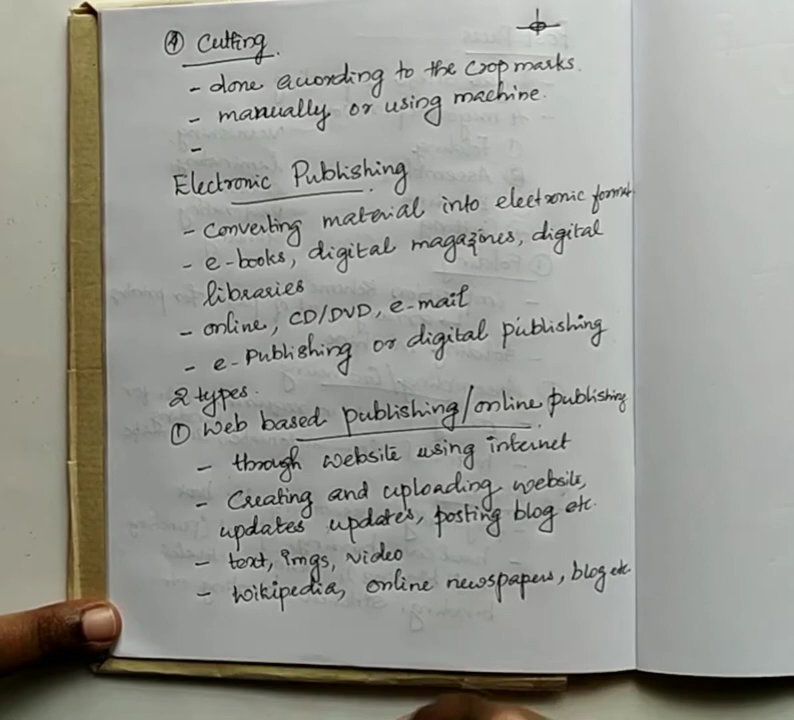 ④ Cutting.
- done according to the crop marks.
- manually or using machine.
-
Electronic Publishing.
- Converting material into electronic format
- e-books, digital magazines, digital
libraries
- online, CD/DVD, e-mail
- e-Publishing or digital publishing
2 types.
① Web based publishing/online publishing
- through website using internet
- Creating and uploading website,
updates updates, posting blog etc.
- text, imgs, video
- wikipedia, online newspapers, blog etc